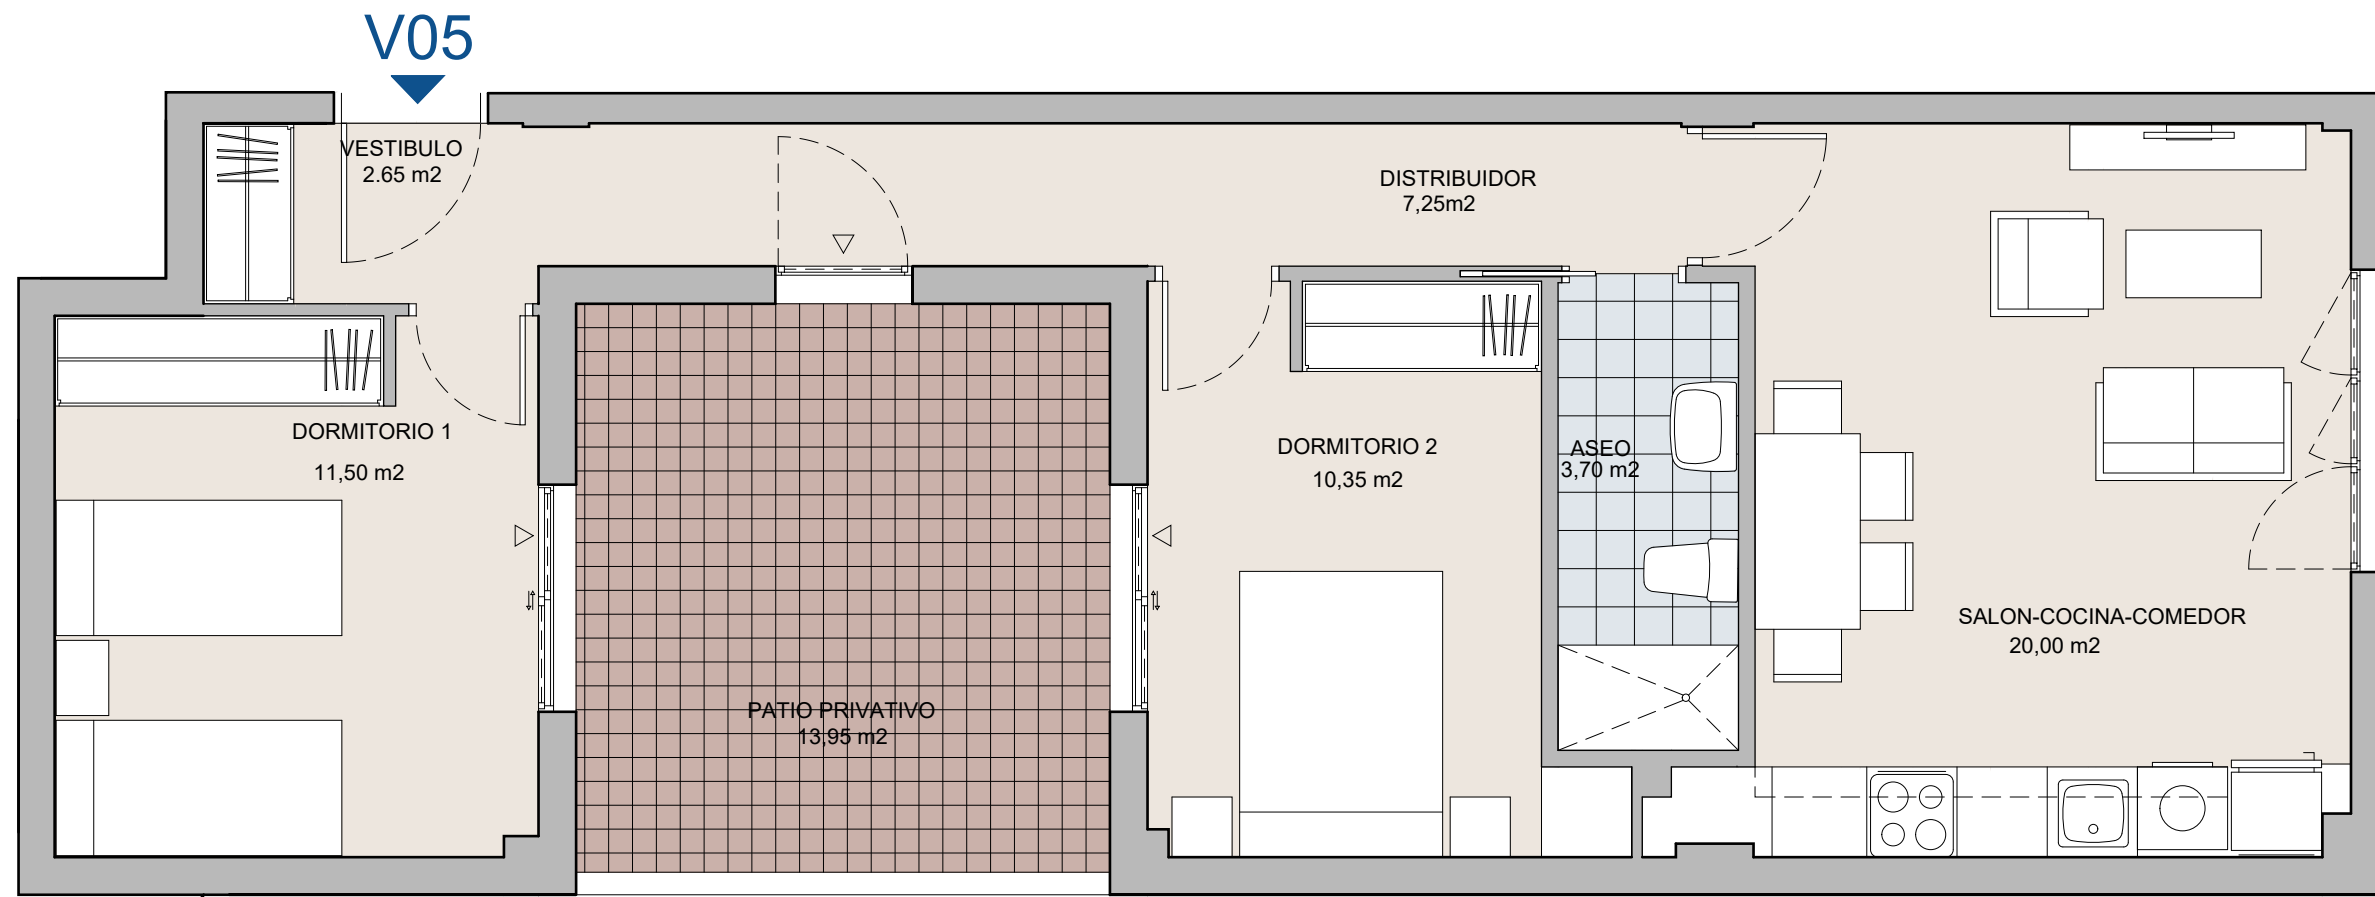 V05
VESTIBULO
2.65 m2
DISTRIBUIDOR
7,25m2
DORMITORIO 1
11,50 m2
DORMITORIO 2
10,35 m2
ASEO
3,70 m2
SALON-COCINA-COMEDOR
20,00 m2
PATIO PRIVATIVO
13,95 m2